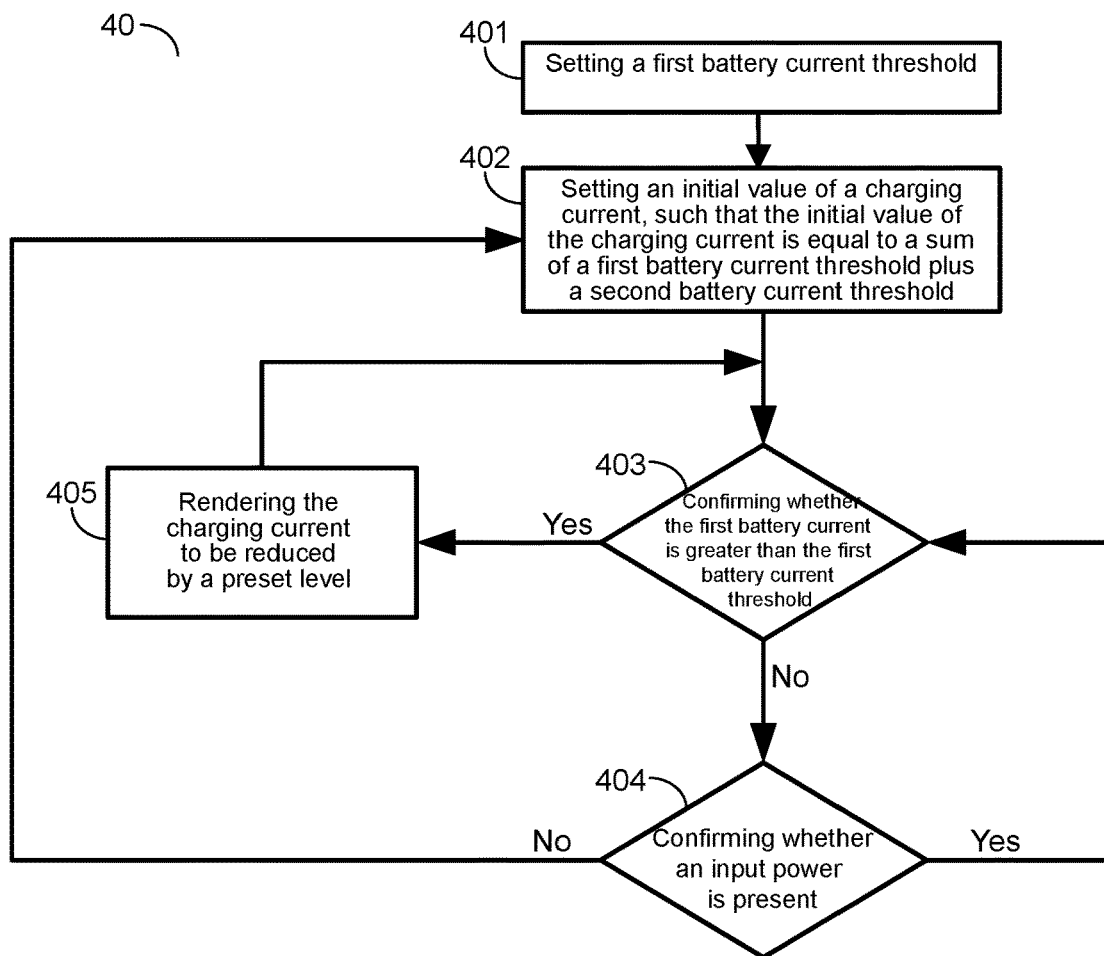 40
401
Setting a first battery current threshold
402
Setting an initial value of a charging
current, such that the initial value of
the charging current is equal to a sum
of a first battery current threshold plus
a second battery current threshold
403
Confirming whether
the first battery current
is greater than the first
battery current
threshold
Yes
405
Rendering the
charging current
to be reduced
by a preset level
No
404
Confirming whether
an input power
is present
No
Yes